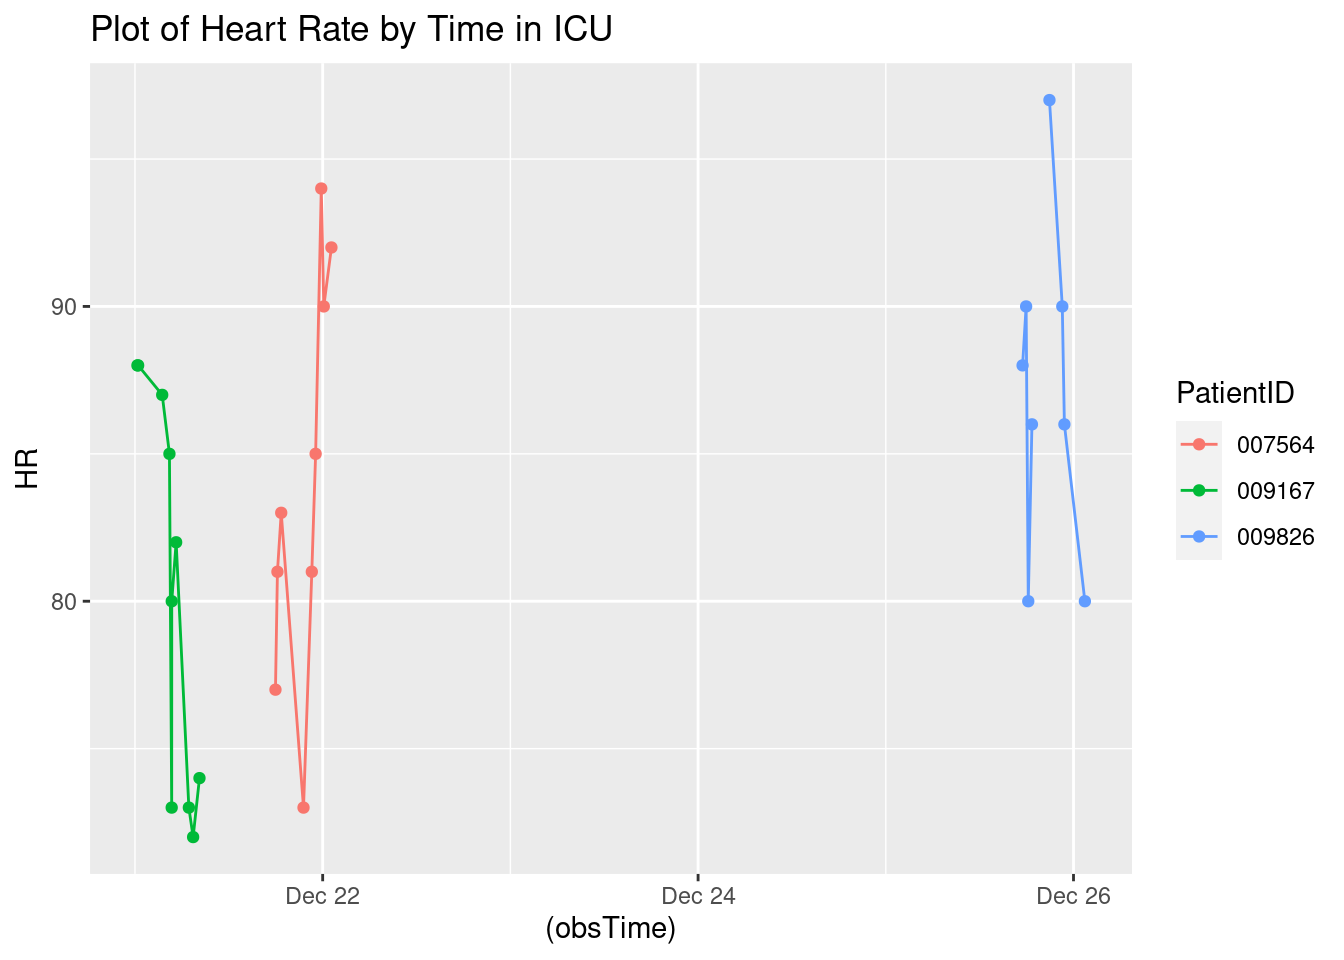 Plot of Heart Rate by Time in ICU
HR
90
80
Dec 22
Dec 24
Dec 26
(obsTime)
PatientID
007564
009167
009826